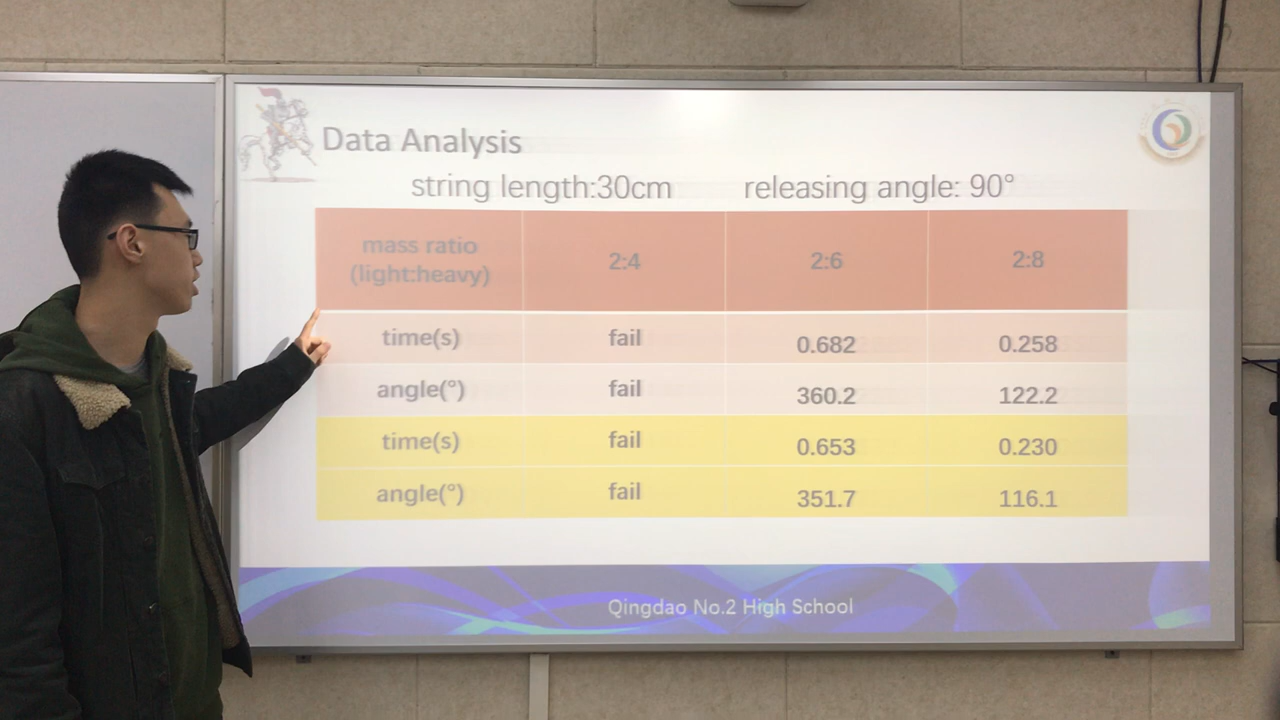 Data Analysis
string length:30cm releasing angle: 90°
mass ratio (light:heavy) 2:4 2:6 2:8
time(s) fail 0.682 0.258
angle(°) fail 360.2 122.2
time(s) fail 0.653 0.230
angle(°) fail 351.7 116.1
Qingdao No.2 High School